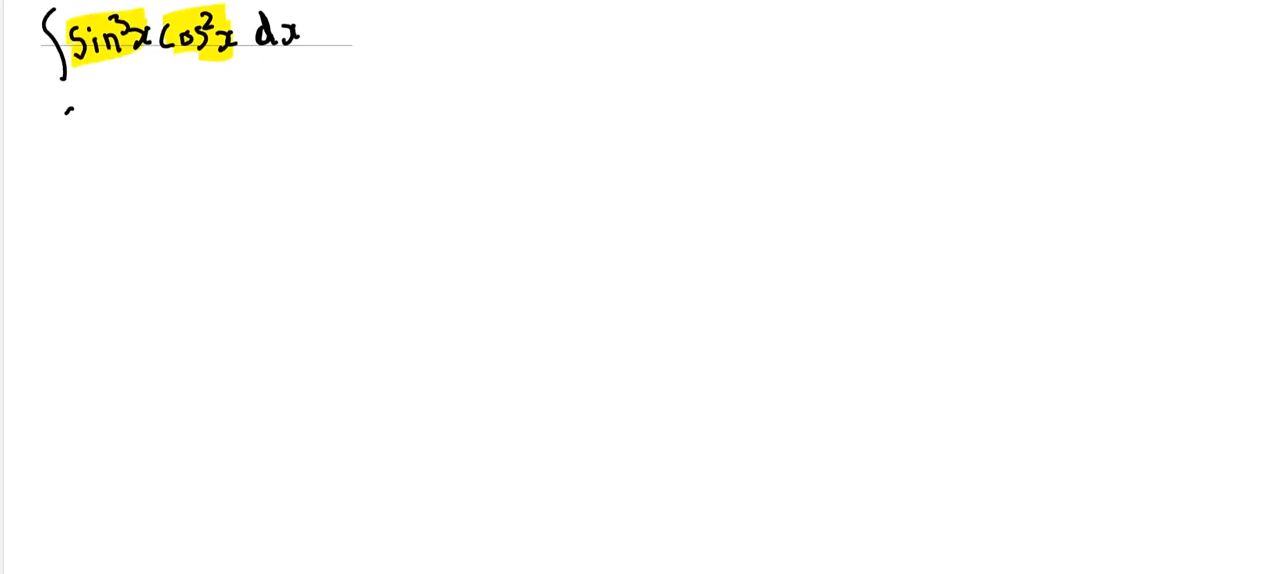 ∫ sin³x cos²x dx